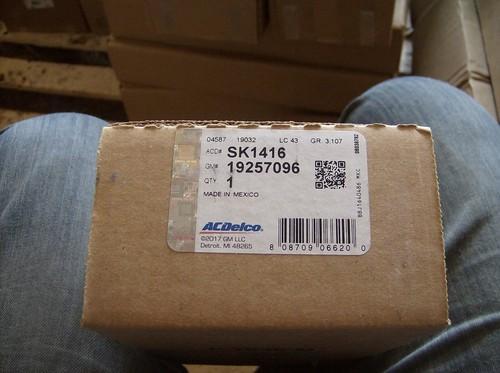 04587 19032 LC 43 GR. 3.107
ACD# SK1416
GM# 19257096
QTY 1
MADE IN MEXICO
ACDelco.
©2017 GM LLC
Detroit. MI 48265
8 08709 06620 0